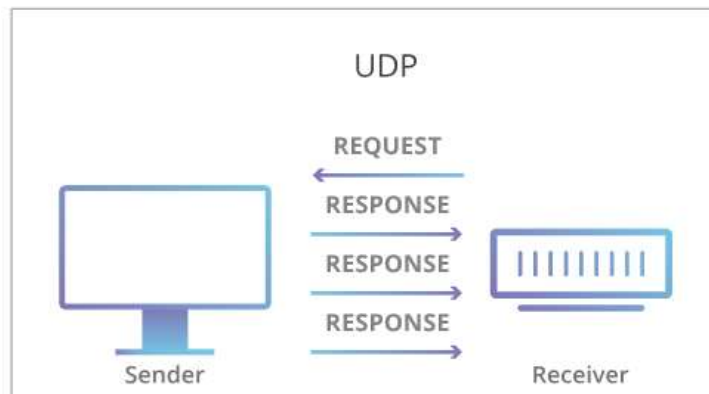 UDP
REQUEST
RESPONSE
RESPONSE
RESPONSE
Sender
Receiver